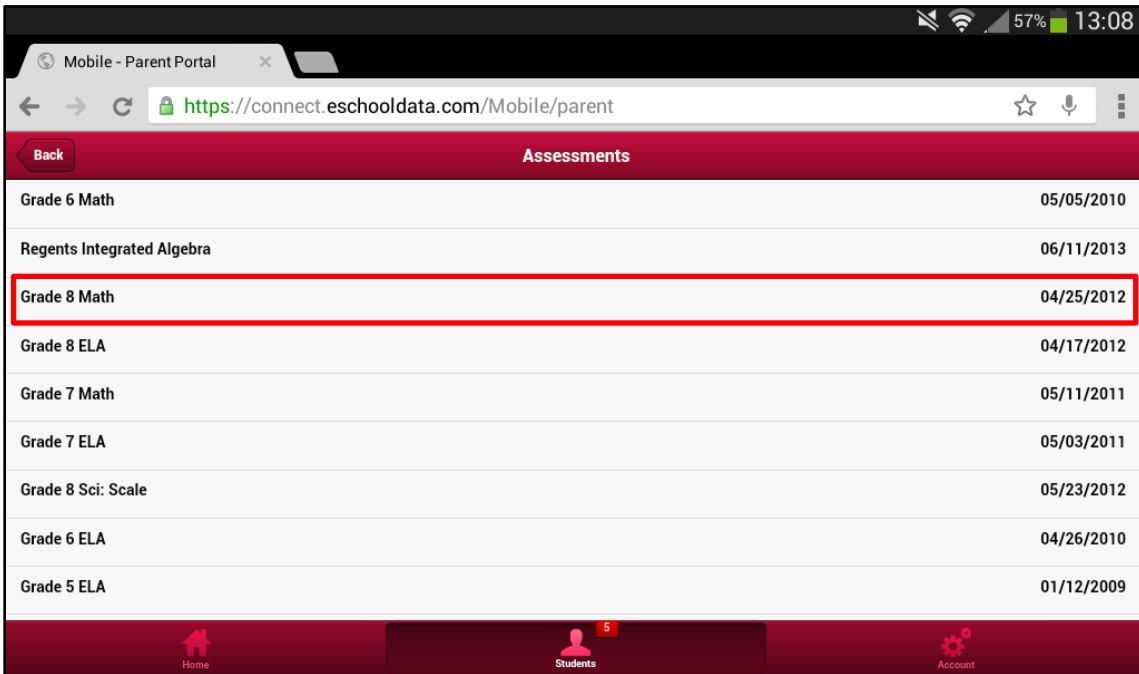 57% 13:08
Mobile - Parent Portal
https://connect.eschooldata.com/Mobile/parent
Back Assessments
Grade 6 Math 05/05/2010
Regents Integrated Algebra 06/11/2013
Grade 8 Math 04/25/2012
Grade 8 ELA 04/17/2012
Grade 7 Math 05/11/2011
Grade 7 ELA 05/03/2011
Grade 8 Sci: Scale 05/23/2012
Grade 6 ELA 04/26/2010
Grade 5 ELA 01/12/2009
5
Home Students Account